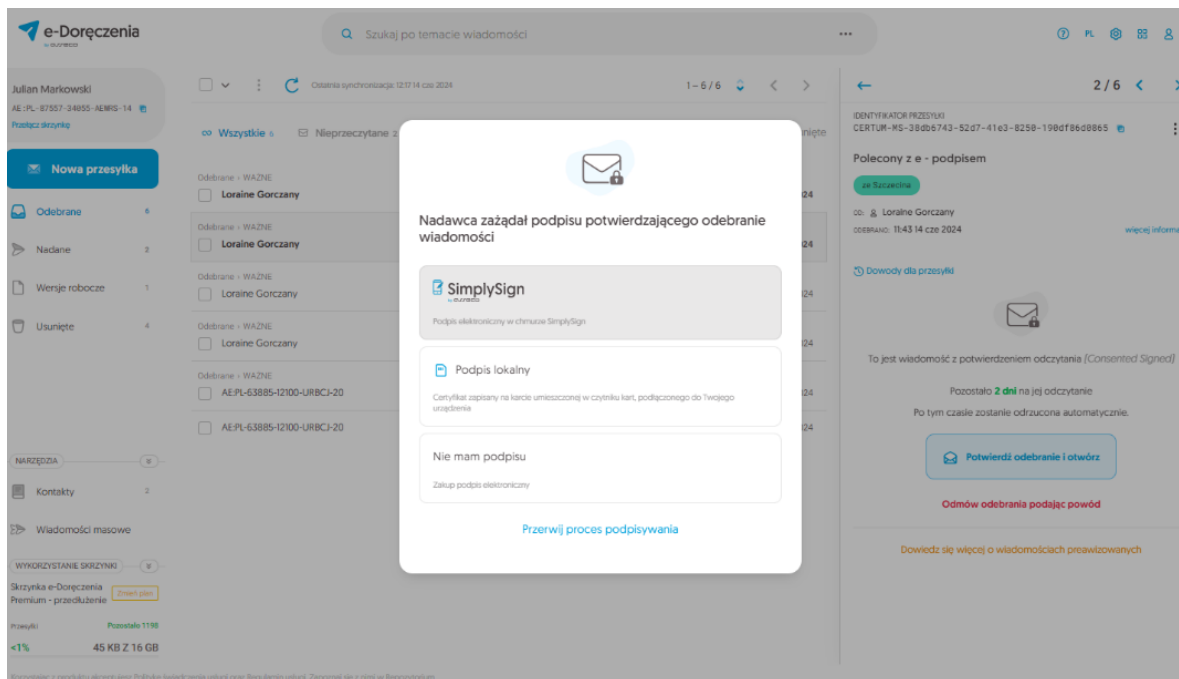 e-Doręczenia
Szukaj po temacie wiadomości
PL
Julian Markowski
AE:PL-87557-34055-AEWRS-14
Przełącz skrzynkę
Nowa przesyłka
Odebrane 6
Nadane 2
Wersje robocze 1
Usunięte 4
NARZĘDZIA
Kontakty 2
Wiadomości masowe
WYKORZYSTANIE SKRZYNKI
Skrzynka e-Doręczenia
Premium - przedłużenie
Zmień plan
Przesyłki Pozostało 1198
<1% 45 KB Z 16 GB
Ostatnia synchronizacja: 12:17 14 cze 2024
1-6/6
Wszystkie 6
Nieprzeczytane 2
Odebrane > WAŻNE
Loraine Gorczany
Odebrane > WAŻNE
Loraine Gorczany
Odebrane > WAŻNE
Loraine Gorczany
Odebrane > WAŻNE
Loraine Gorczany
Odebrane > WAŻNE
AE:PL-63885-12100-URBCJ-20
AE:PL-63885-12100-URBCJ-20
Nadawca zażądał podpisu potwierdzającego odebranie
wiadomości
SimplySign
Podpis elektroniczny w chmurze SimplySign
Podpis lokalny
Certyfikat zapisany na karcie umieszczonej w czytniku kart, podłączonego do Twojego
urządzenia
Nie mam podpisu
Zakup podpis elektroniczny
Przerwij proces podpisywania
2/6
IDENTYFIKATOR PRZESYŁKI
CERTUM-MS-38db6743-52d7-41e3-8250-190df86d0865
Polecony z e - podpisem
ze Szczecina
OD: Loraine Gorczany
ODEBRANO: 11:43 14 cze 2024
więcej informa
Dowody dla przesyłki
To jest wiadomość z potwierdzeniem odczytania (Consented Signed)
Pozostało 2 dni na jej odczytanie
Po tym czasie zostanie odrzucona automatycznie.
Potwierdź odebranie i otwórz
Odmów odebrania podając powód
Dowiedz się więcej o wiadomościach preawizowanych